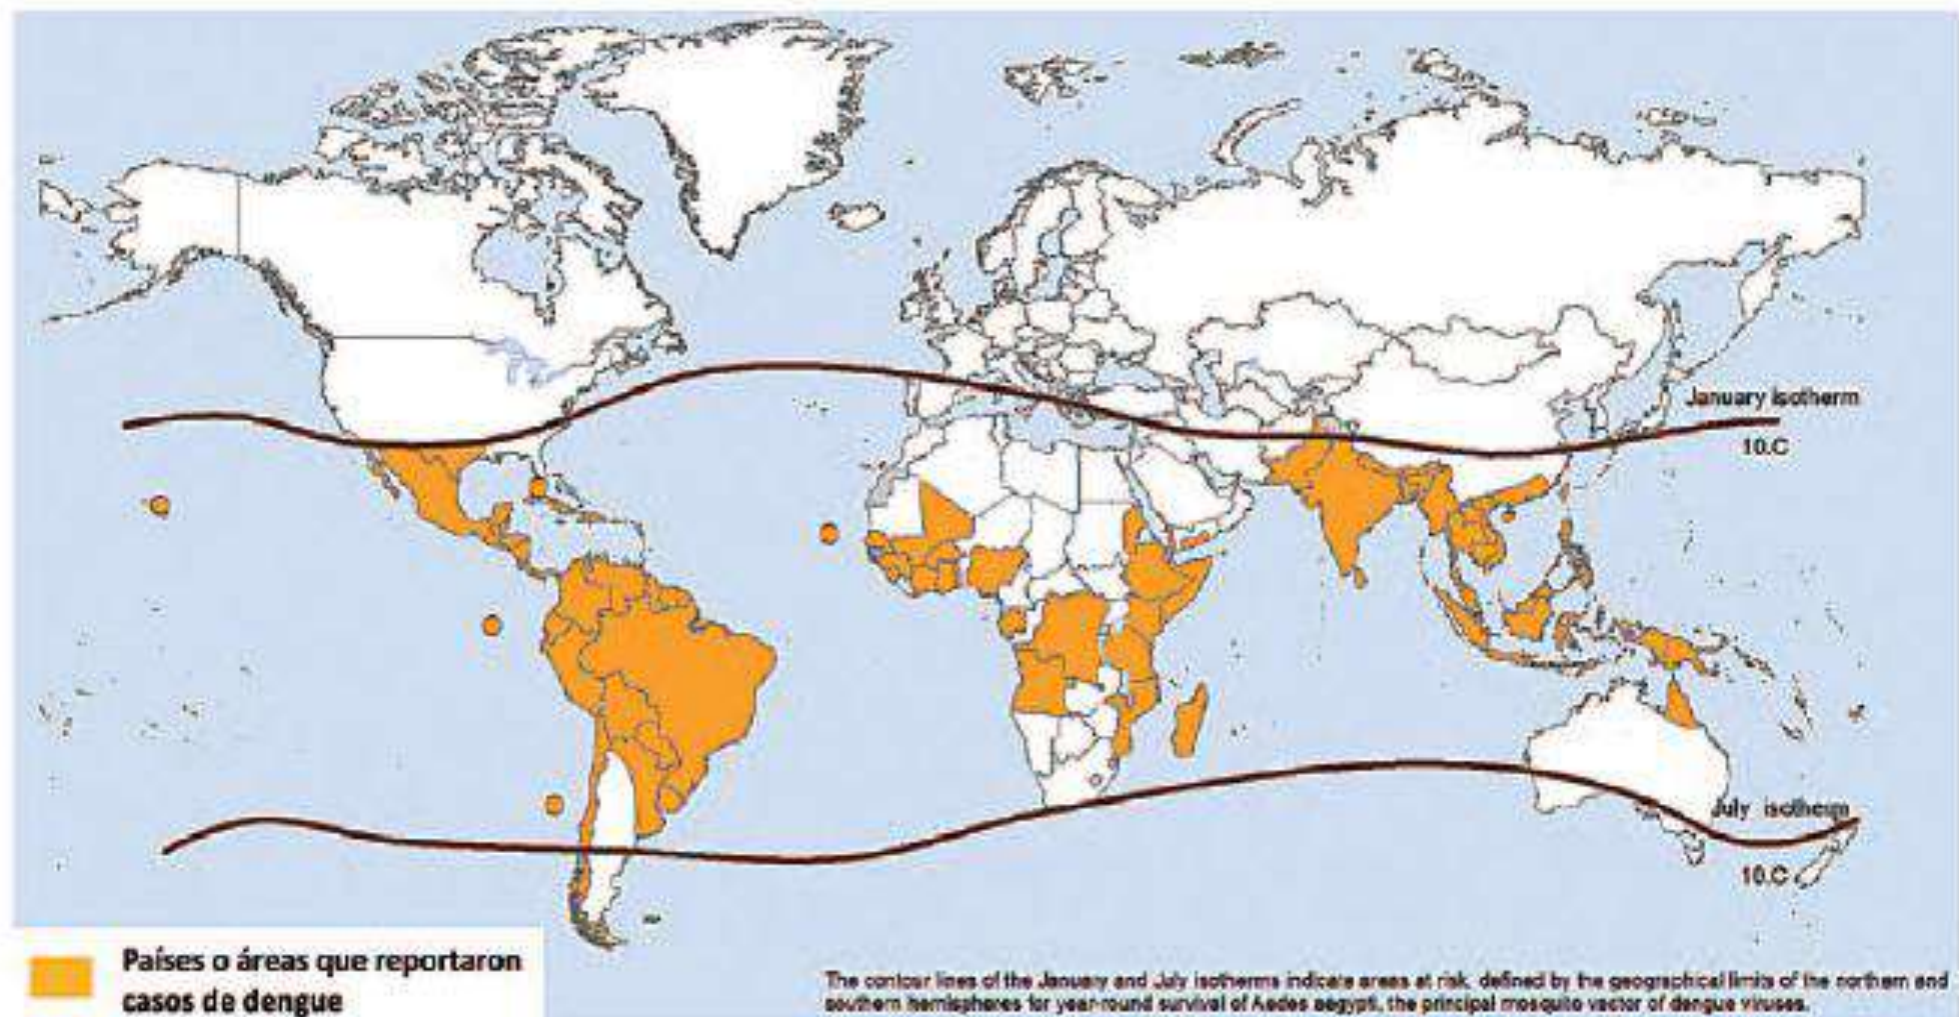 January isotherm
10.C
July isotherm
10.C
Países o áreas que reportaron
casos de dengue
The contour lines of the January and July isotherms indicate areas at risk, defined by the geographical limits of the northern and
southern hemispheres for year-round survival of Aedes aegypti, the principal mosquito vector of dengue viruses.